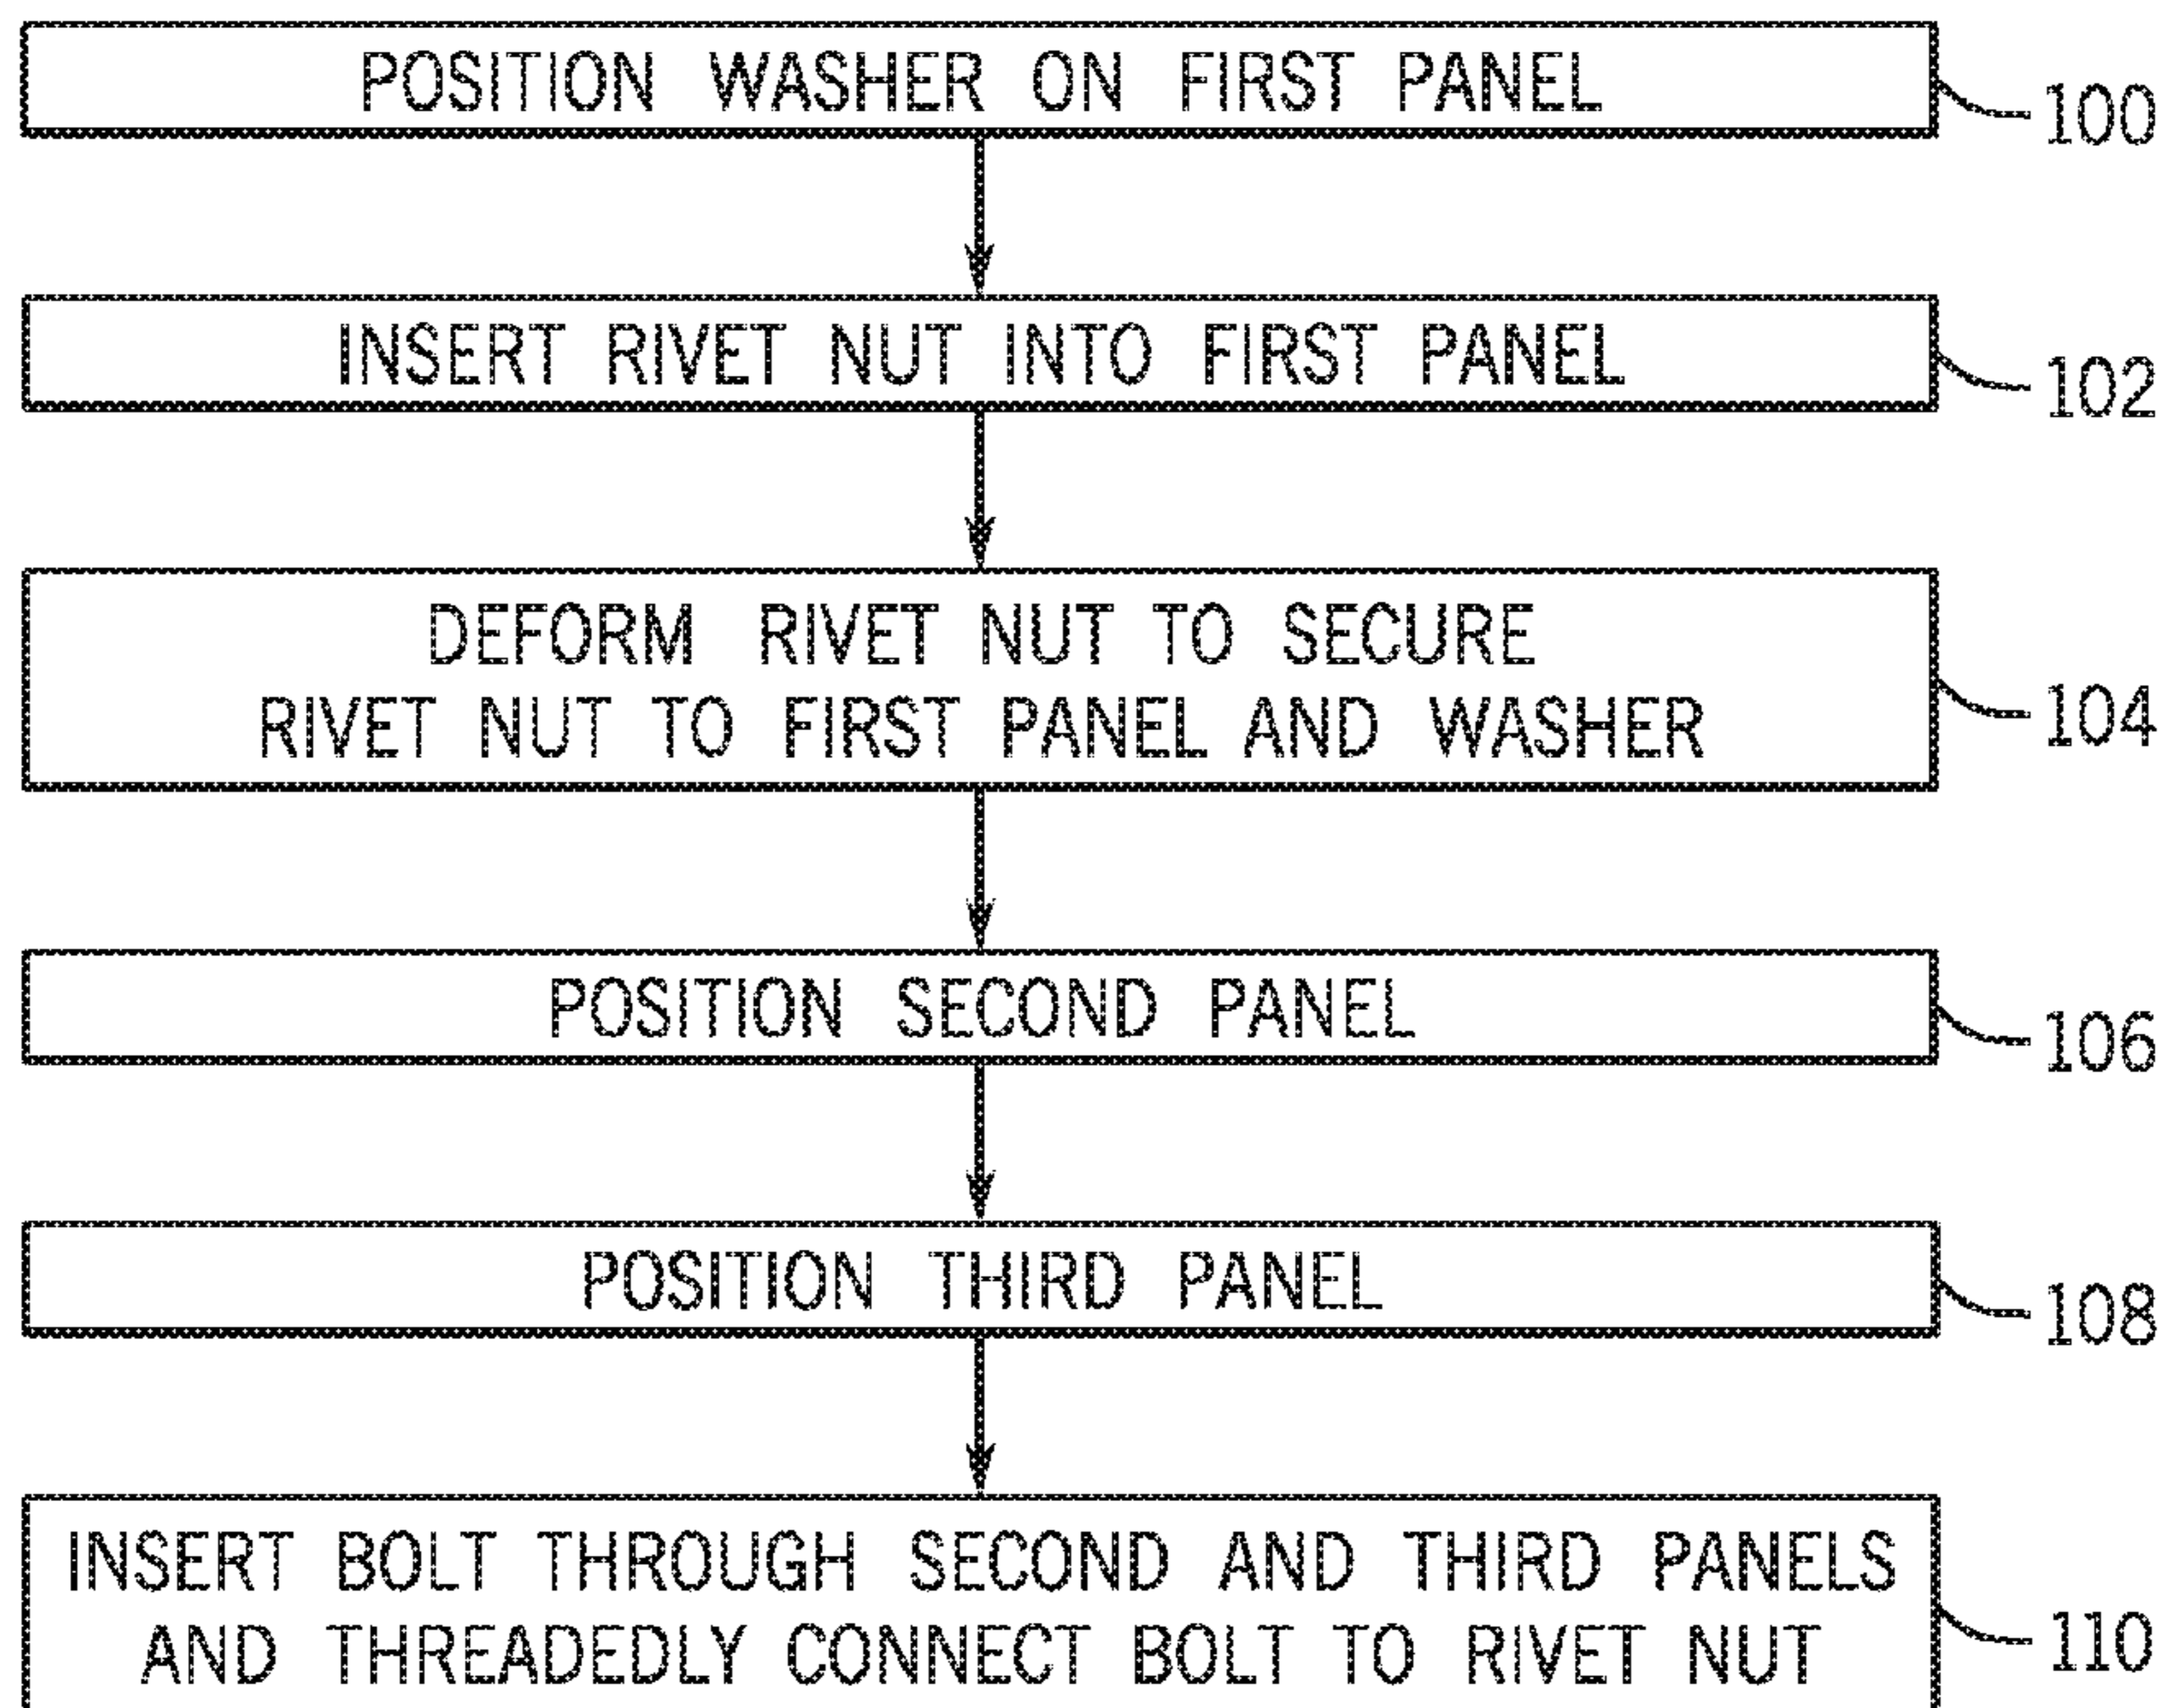 POSITION WASHER ON FIRST PANEL
100
INSERT RIVET NUT INTO FIRST PANEL
102
DEFORM RIVET NUT TO SECURE
RIVET NUT TO FIRST PANEL AND WASHER
104
POSITION SECOND PANEL
106
POSITION THIRD PANEL
108
INSERT BOLT THROUGH SECOND AND THIRD PANELS
AND THREADEDLY CONNECT BOLT TO RIVET NUT
110